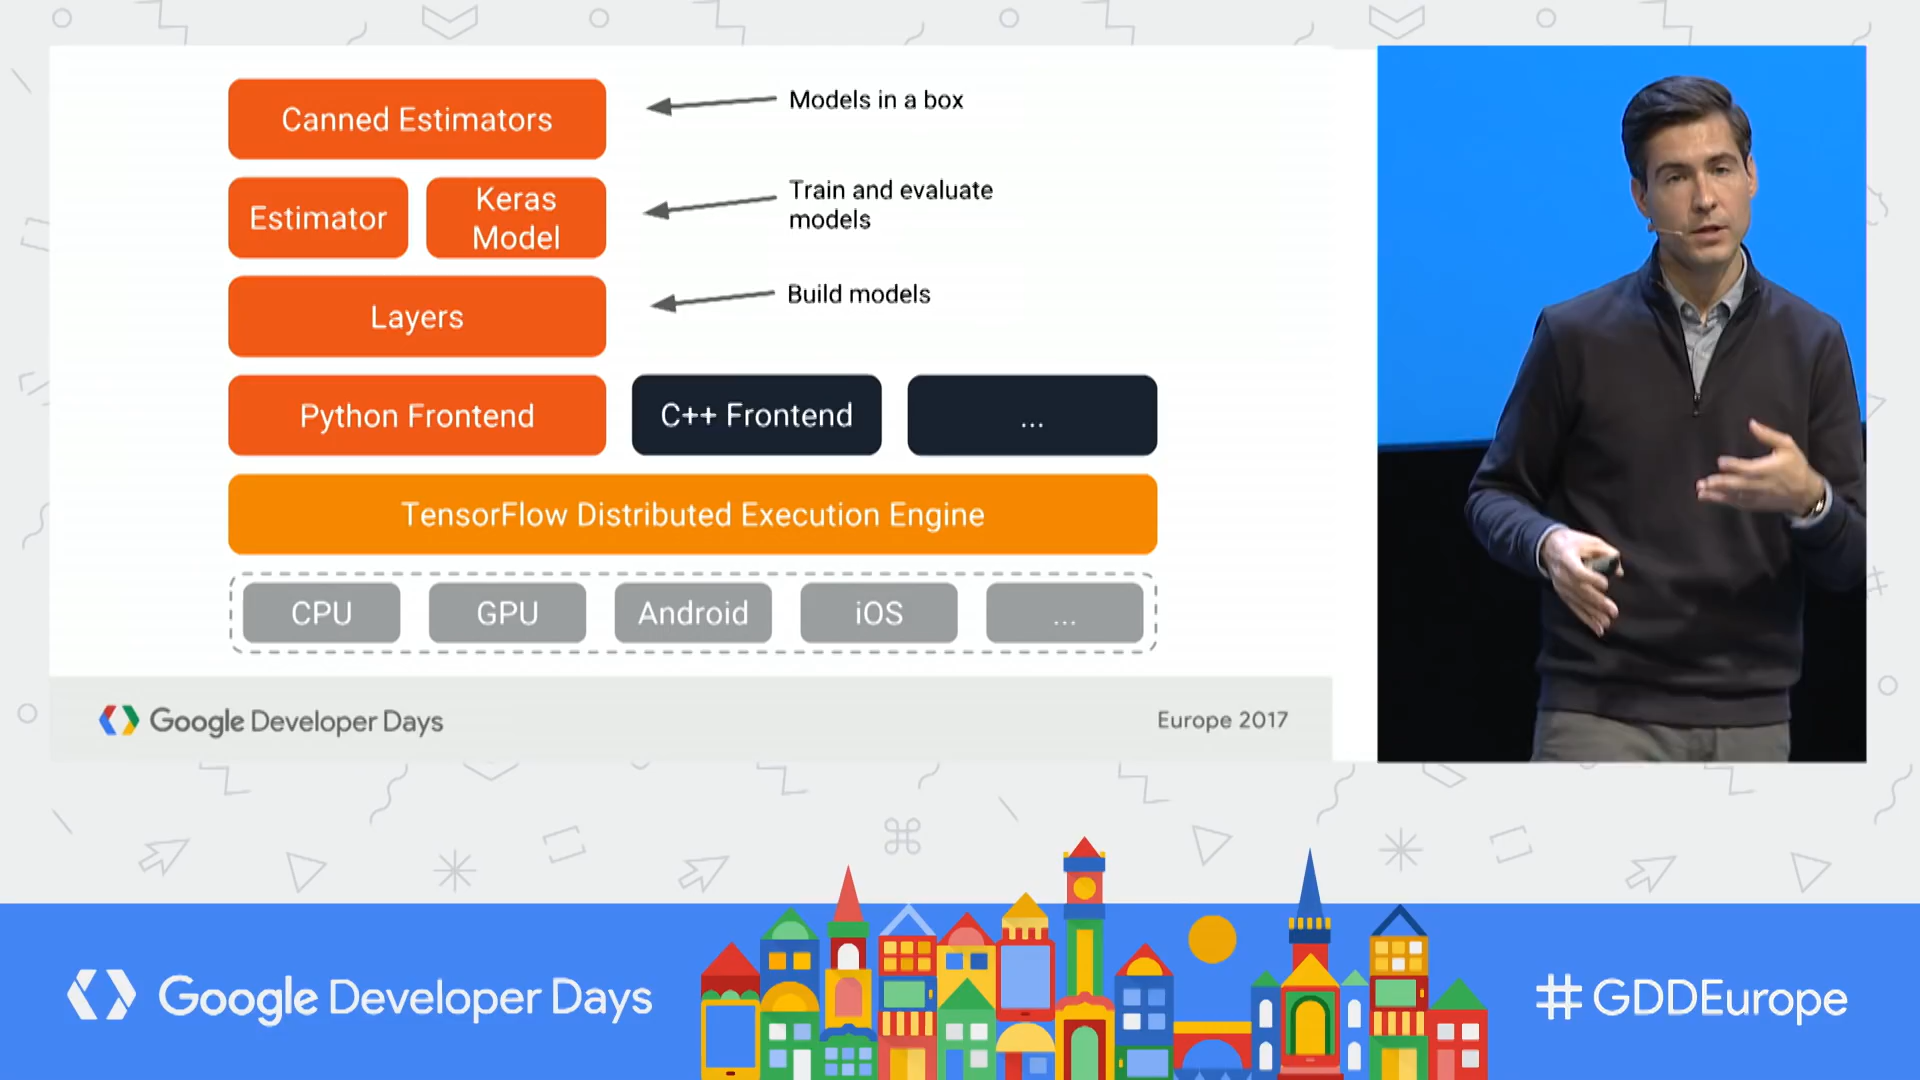 Canned Estimators
Models in a box
Estimator
Keras
Model
Train and evaluate
models
Layers
Build models
Python Frontend
C++ Frontend
...
TensorFlow Distributed Execution Engine
CPU
GPU
Android
iOS
...
Google Developer Days
Europe 2017
Google Developer Days
#GDDEurope